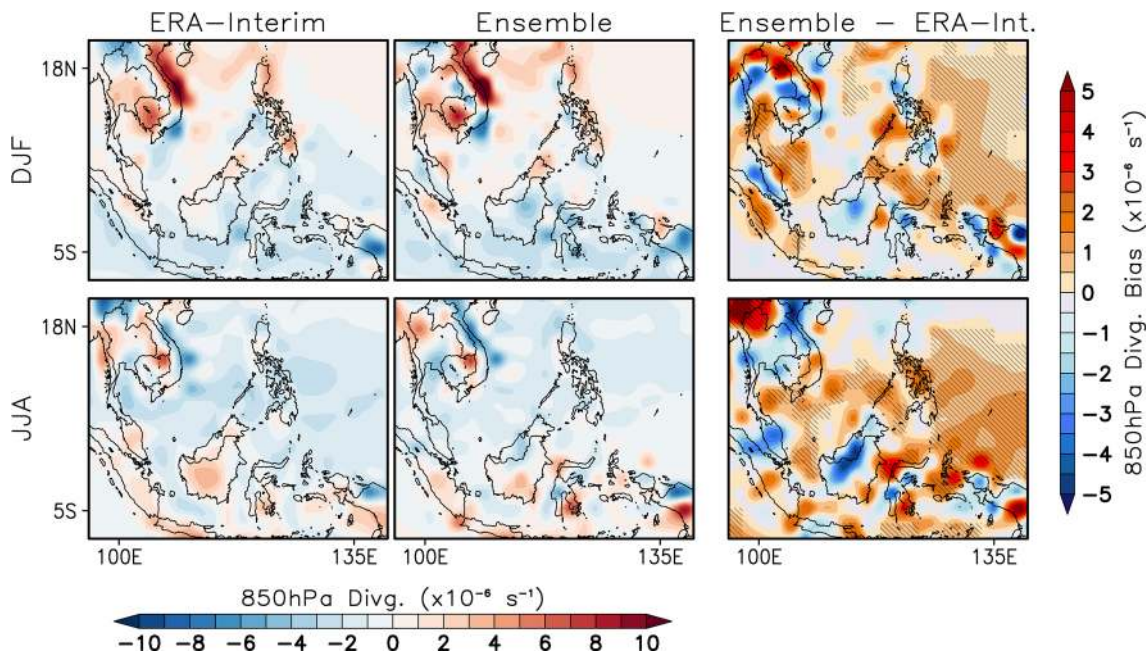 ERA−Interim
Ensemble
Ensemble − ERA−Int.
DJF
18N
5S
JJA
18N
5S
100E
135E
100E
135E
100E
135E
850hPa Divg. (x10⁻⁶ s⁻¹)
−10 −8 −6 −4 −2 0 2 4 6 8 10
5
4
3
2
1
0
−1
−2
−3
−4
−5
850hPa Divg. Bias (x10⁻⁶ s⁻¹)